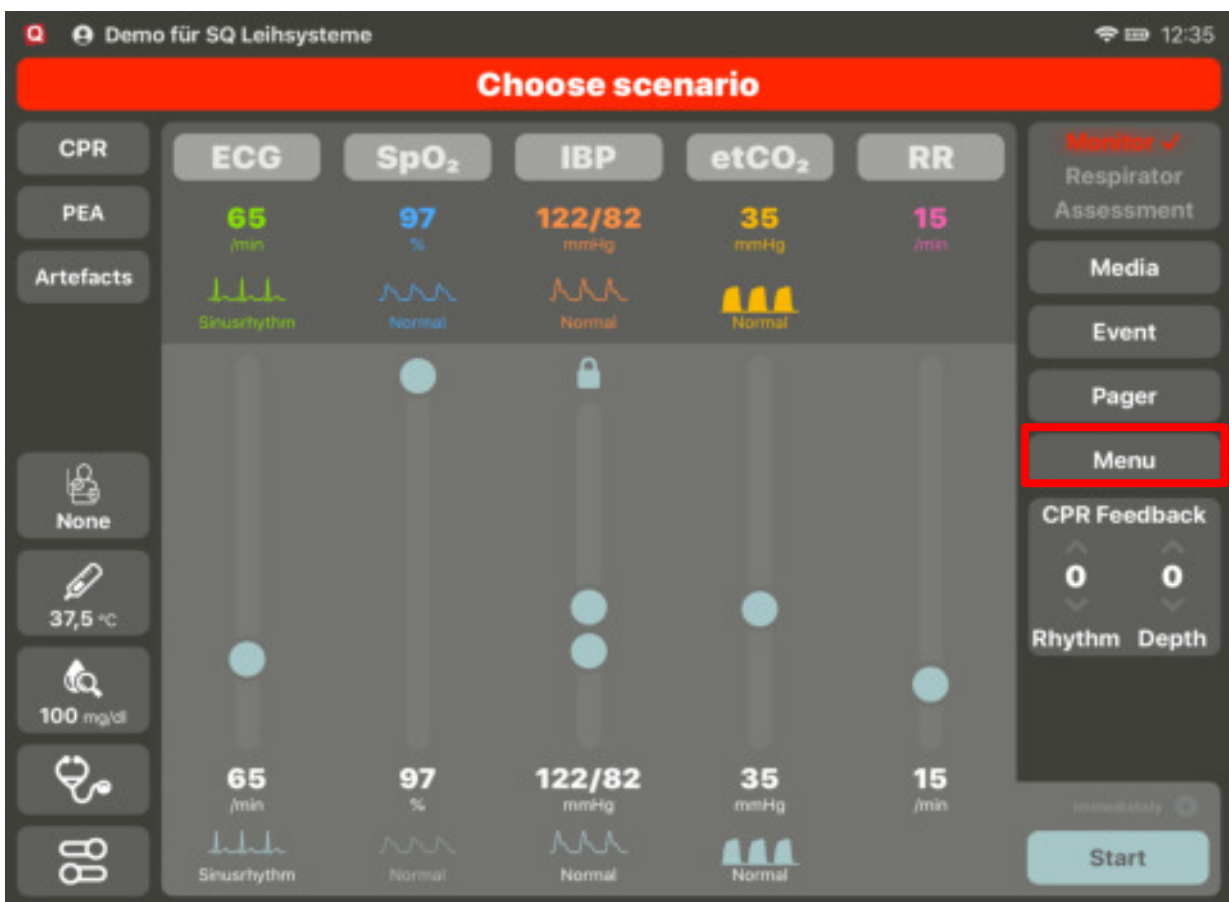 Q Demo für SQ Leihsysteme 12:35
Choose scenario
CPR
PEA
Artefacts
None
37,5 °C
100 mg/dl
ECG SpO₂ IBP etCO₂ RR
65 97 122/82 35 15
/min % mmHg mmHg /min
Sinusrhythm Normal Normal Normal
65 97 122/82 35 15
/min % mmHg mmHg /min
Sinusrhythm Normal Normal Normal
Monitor ✓
Respirator
Assessment
Media
Event
Pager
Menu
CPR Feedback
0 0
Rhythm Depth
immediately
Start